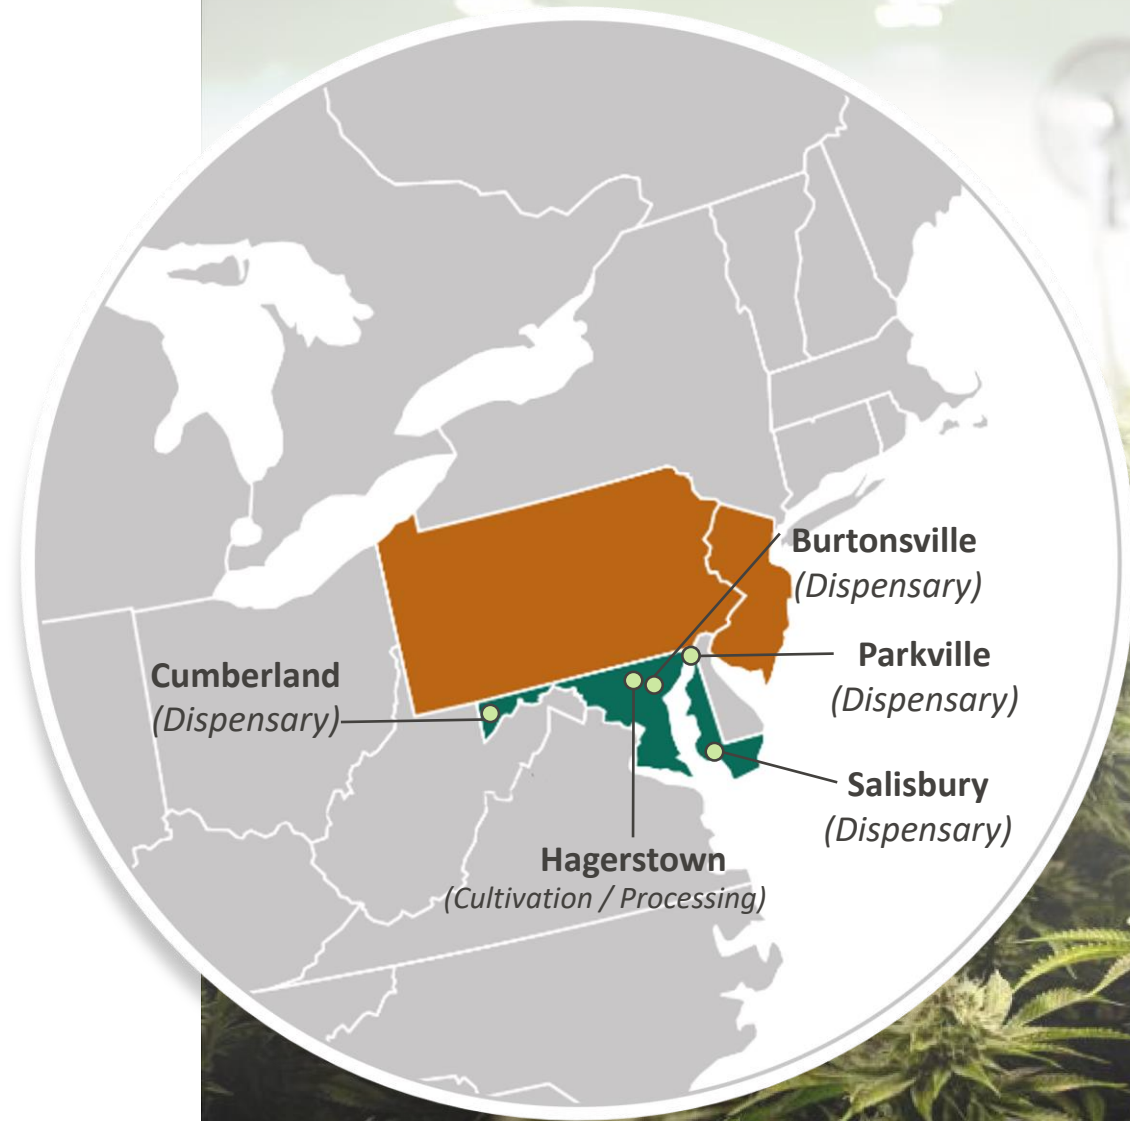 Burtonsville
(Dispensary)
Parkville
(Dispensary)
Cumberland
(Dispensary)
Salisbury
(Dispensary)
Hagerstown
(Cultivation / Processing)